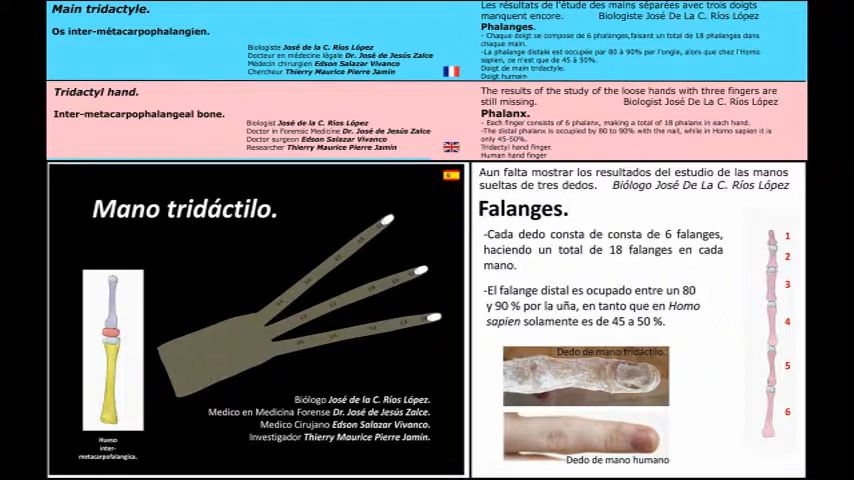 Main tridactyle.
Os inter-métacarpophalangien.
Biologiste José de la C. Ríos López
Docteur en médecine légale Dr. José de Jesús Zalce
Médecin chirurgien Edson Salazar Vivanco
Chercheur Thierry Maurice Pierre Jamin
Les résultats de l'étude des mains séparées avec trois doigts
manquent encore. Biologiste José De La C. Ríos López
Phalanges.
- Chaque doigt se compose de 6 phalanges,faisant un total de 18 phalanges dans
chaque main.
-La phalange distale est occupée par 80 à 90% par l'ongle, alors que chez l'Homo
sapien, ce n'est que de 45 à 50%.
Doigt de main tridactyle.
Doigt humain
Tridactyl hand.
Inter-metacarpophalangeal bone.
Biologist José de la C. Ríos López
Doctor in Forensic Medicine Dr. José de Jesús Zalce
Doctor surgeon Edson Salazar Vivanco
Researcher Thierry Maurice Pierre Jamin
The results of the study of the loose hands with three fingers are
still missing. Biologist José De La C. Ríos López
Phalanx.
- Each finger consists of 6 phalanx, making a total of 18 phalanx in each hand.
-The distal phalanx is occupied by 80 to 90% with the nail, while in Homo sapien it is
only 45-50%.
Tridactyl hand finger.
Human hand finger
Mano tridáctilo.
Hueso
inter-
metacarpofalangica.
Biólogo José de la C. Ríos López.
Medico en Medicina Forense Dr. José de Jesús Zalce.
Medico Cirujano Edson Salazar Vivanco.
Investigador Thierry Maurice Pierre Jamin.
Aun falta mostrar los resultados del estudio de las manos
sueltas de tres dedos. Biólogo José De La C. Ríos López
Falanges.
-Cada dedo consta de consta de 6 falanges,
haciendo un total de 18 falanges en cada
mano.
-El falange distal es ocupado entre un 80
y 90 % por la uña, en tanto que en Homo
sapien solamente es de 45 a 50 %.
Dedo de mano tridáctilo.
Dedo de mano humano
1
2
3
4
5
6